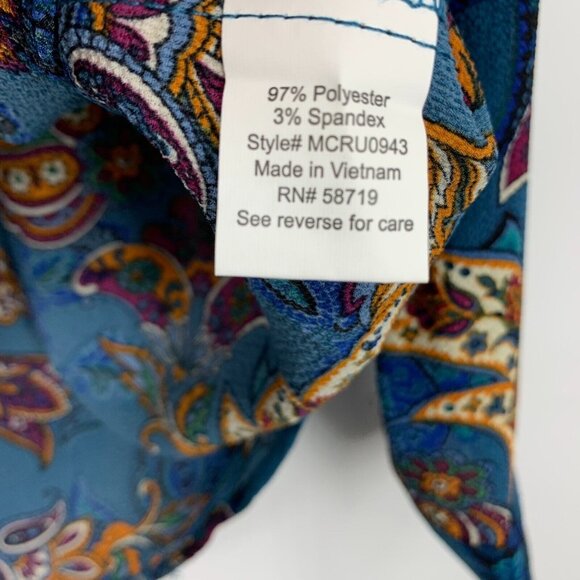 97% Polyester
3% Spandex
Style# MCRU0943
Made in Vietnam
RN# 58719
See reverse for care